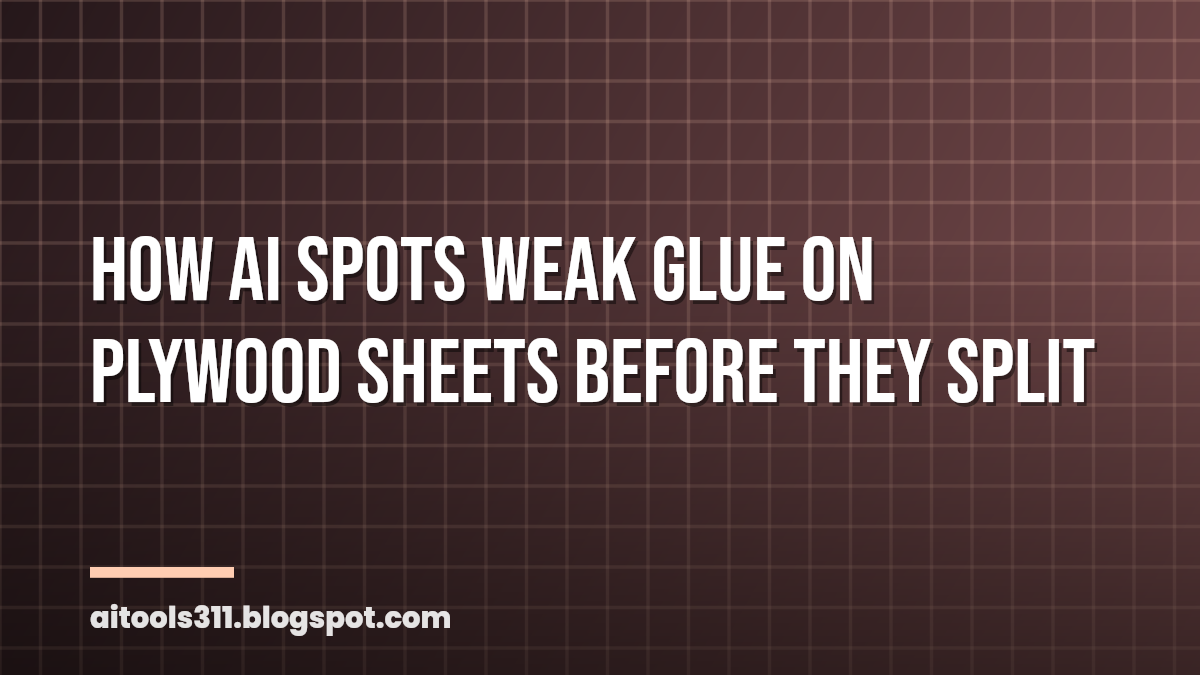 HOW AI SPOTS WEAK GLUE ON
PLYWOOD SHEETS BEFORE THEY SPLIT
aitools311.blogspot.com